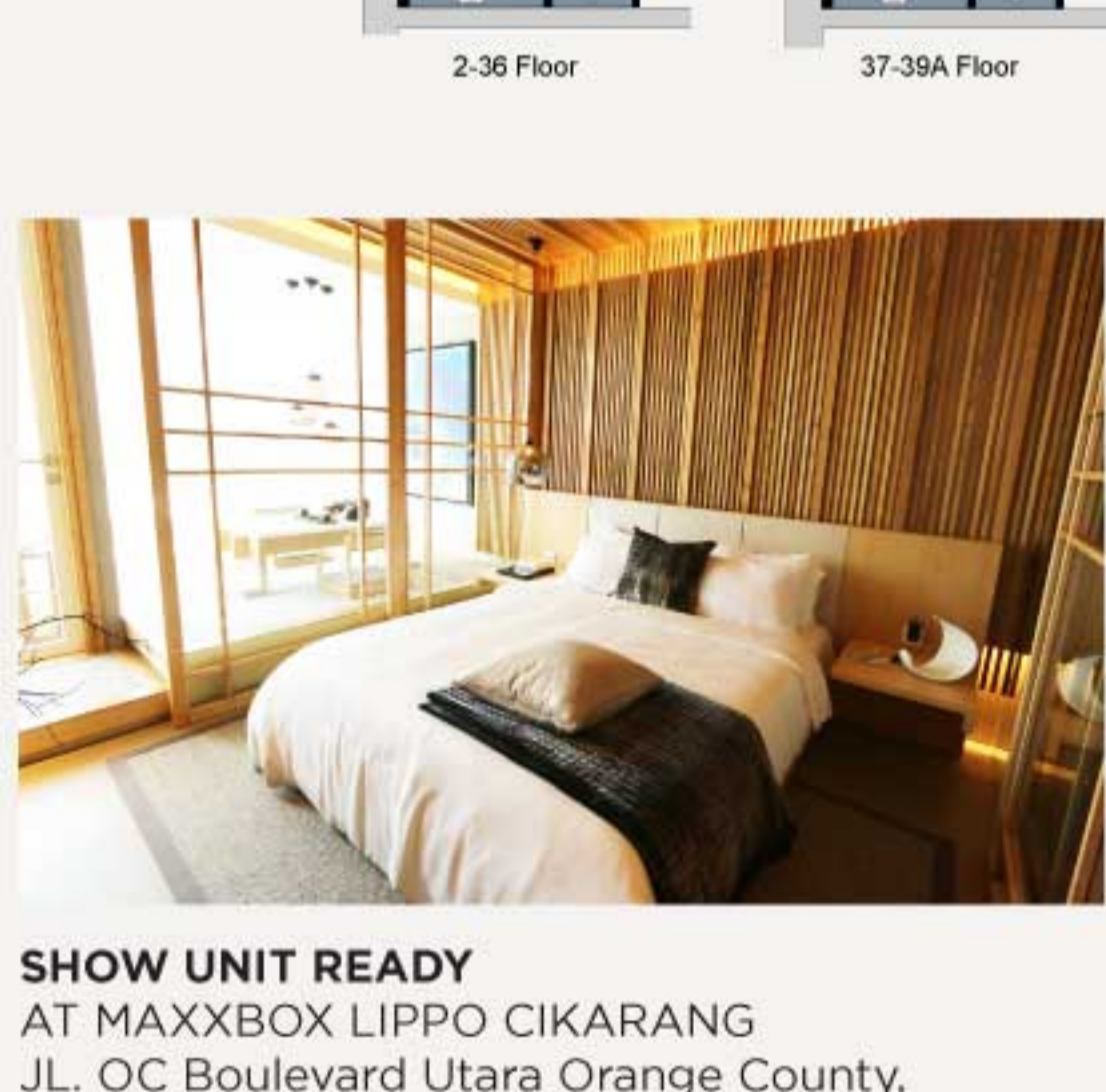 2-36 Floor
37-39A Floor
SHOW UNIT READY
AT MAXXBOX LIPPO CIKARANG
JL. OC Boulevard Utara Orange County,